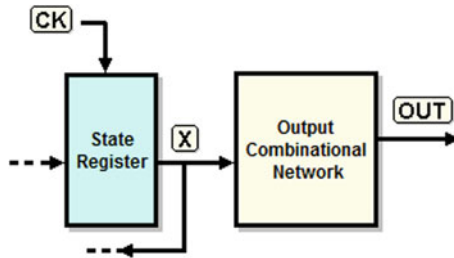 CK
State
Register
X
Output
Combinational
Network
OUT